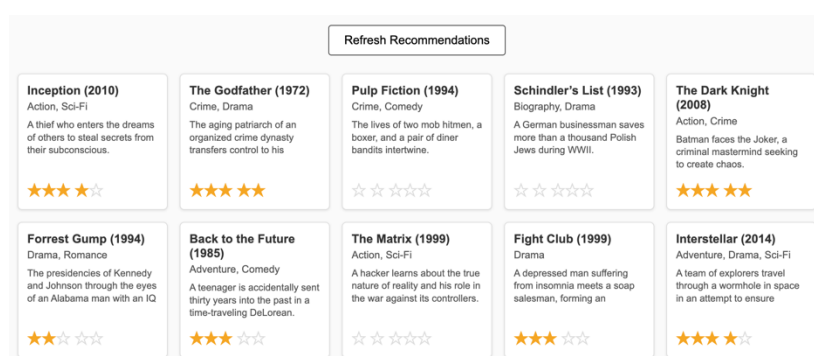 Refresh Recommendations
Inception (2010)
Action, Sci-Fi
A thief who enters the dreams
of others to steal secrets from
their subconscious.
The Godfather (1972)
Crime, Drama
The aging patriarch of an
organized crime dynasty
transfers control to his
Pulp Fiction (1994)
Crime, Comedy
The lives of two mob hitmen, a
boxer, and a pair of diner
bandits intertwine.
Schindler’s List (1993)
Biography, Drama
A German businessman saves
more than a thousand Polish
Jews during WWII.
The Dark Knight
(2008)
Action, Crime
Batman faces the Joker, a
criminal mastermind seeking
to create chaos.
Forrest Gump (1994)
Drama, Romance
The presidencies of Kennedy
and Johnson through the eyes
of an Alabama man with an IQ
Back to the Future
(1985)
Adventure, Comedy
A teenager is accidentally sent
thirty years into the past in a
time-traveling DeLorean.
The Matrix (1999)
Action, Sci-Fi
A hacker learns about the true
nature of reality and his role in
the war against its controllers.
Fight Club (1999)
Drama
A depressed man suffering
from insomnia meets a soap
salesman, forming an
Interstellar (2014)
Adventure, Drama, Sci-Fi
A team of explorers travel
through a wormhole in space
in an attempt to ensure